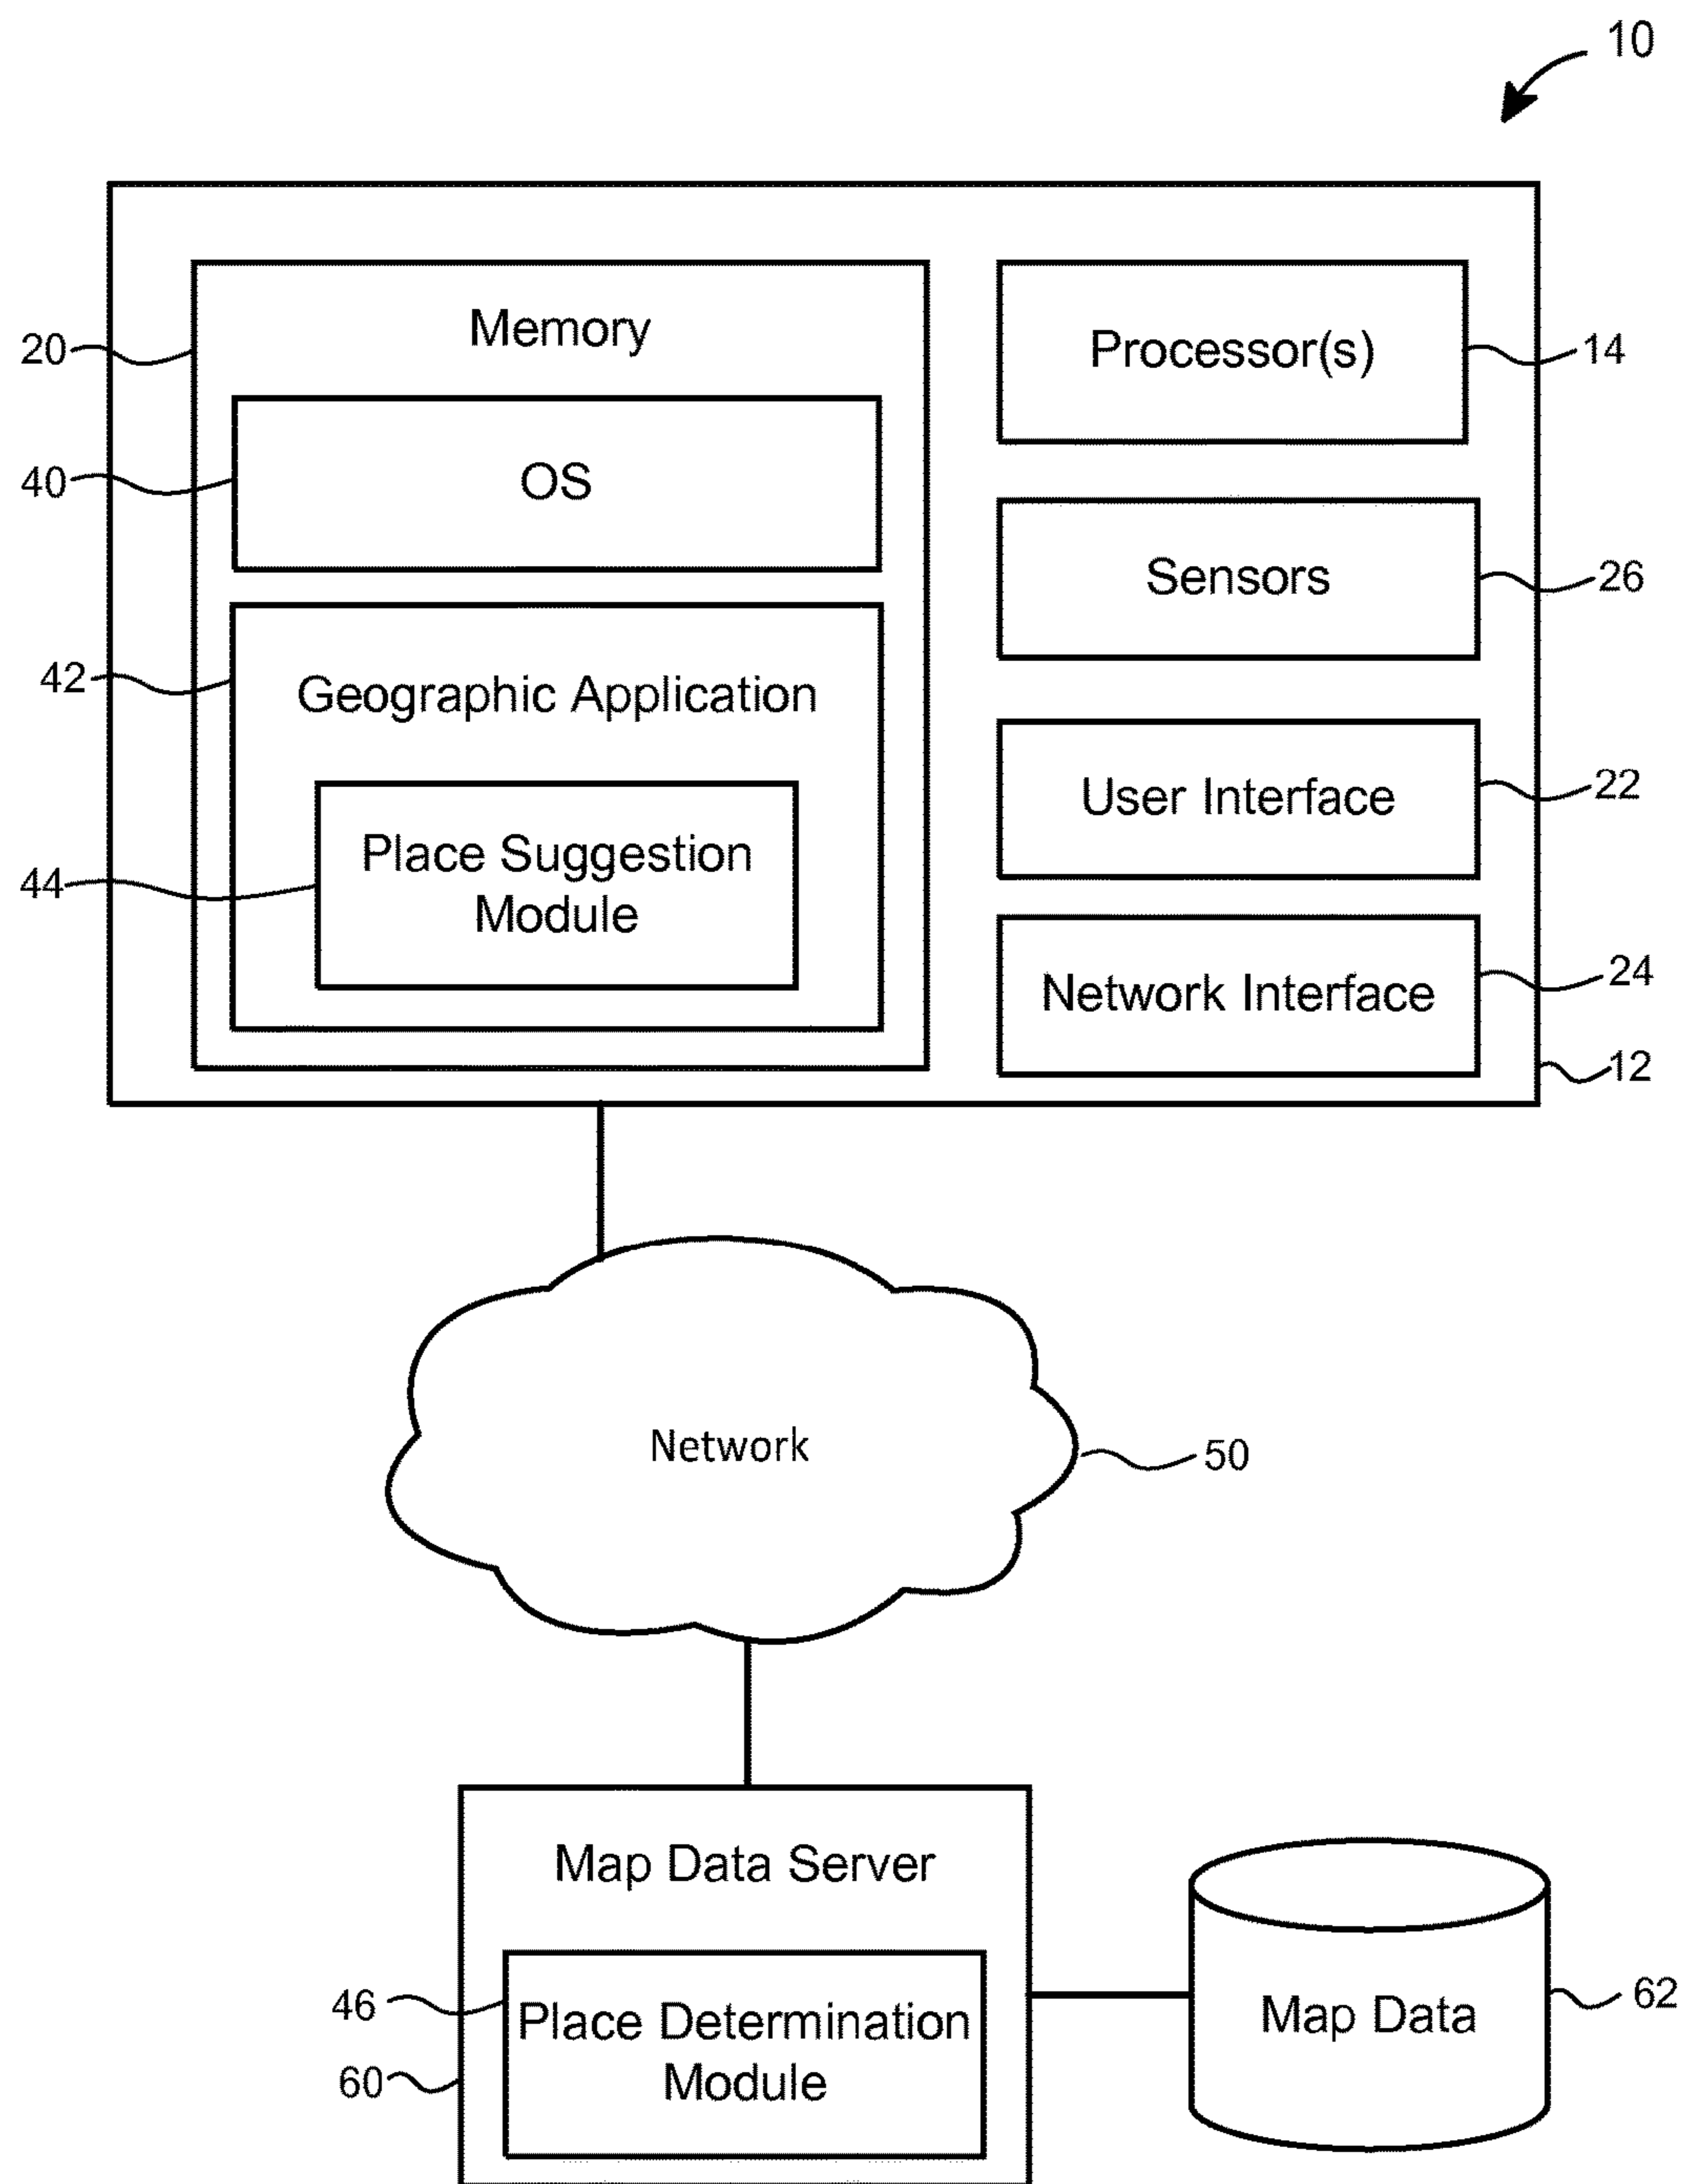 10
Memory
20
Processor(s)
14
OS
40
Sensors
26
42
Geographic Application
User Interface
22
Place Suggestion
Module
44
Network Interface
24
12
Network
50
Map Data Server
46
Place Determination
Module
60
Map Data
62